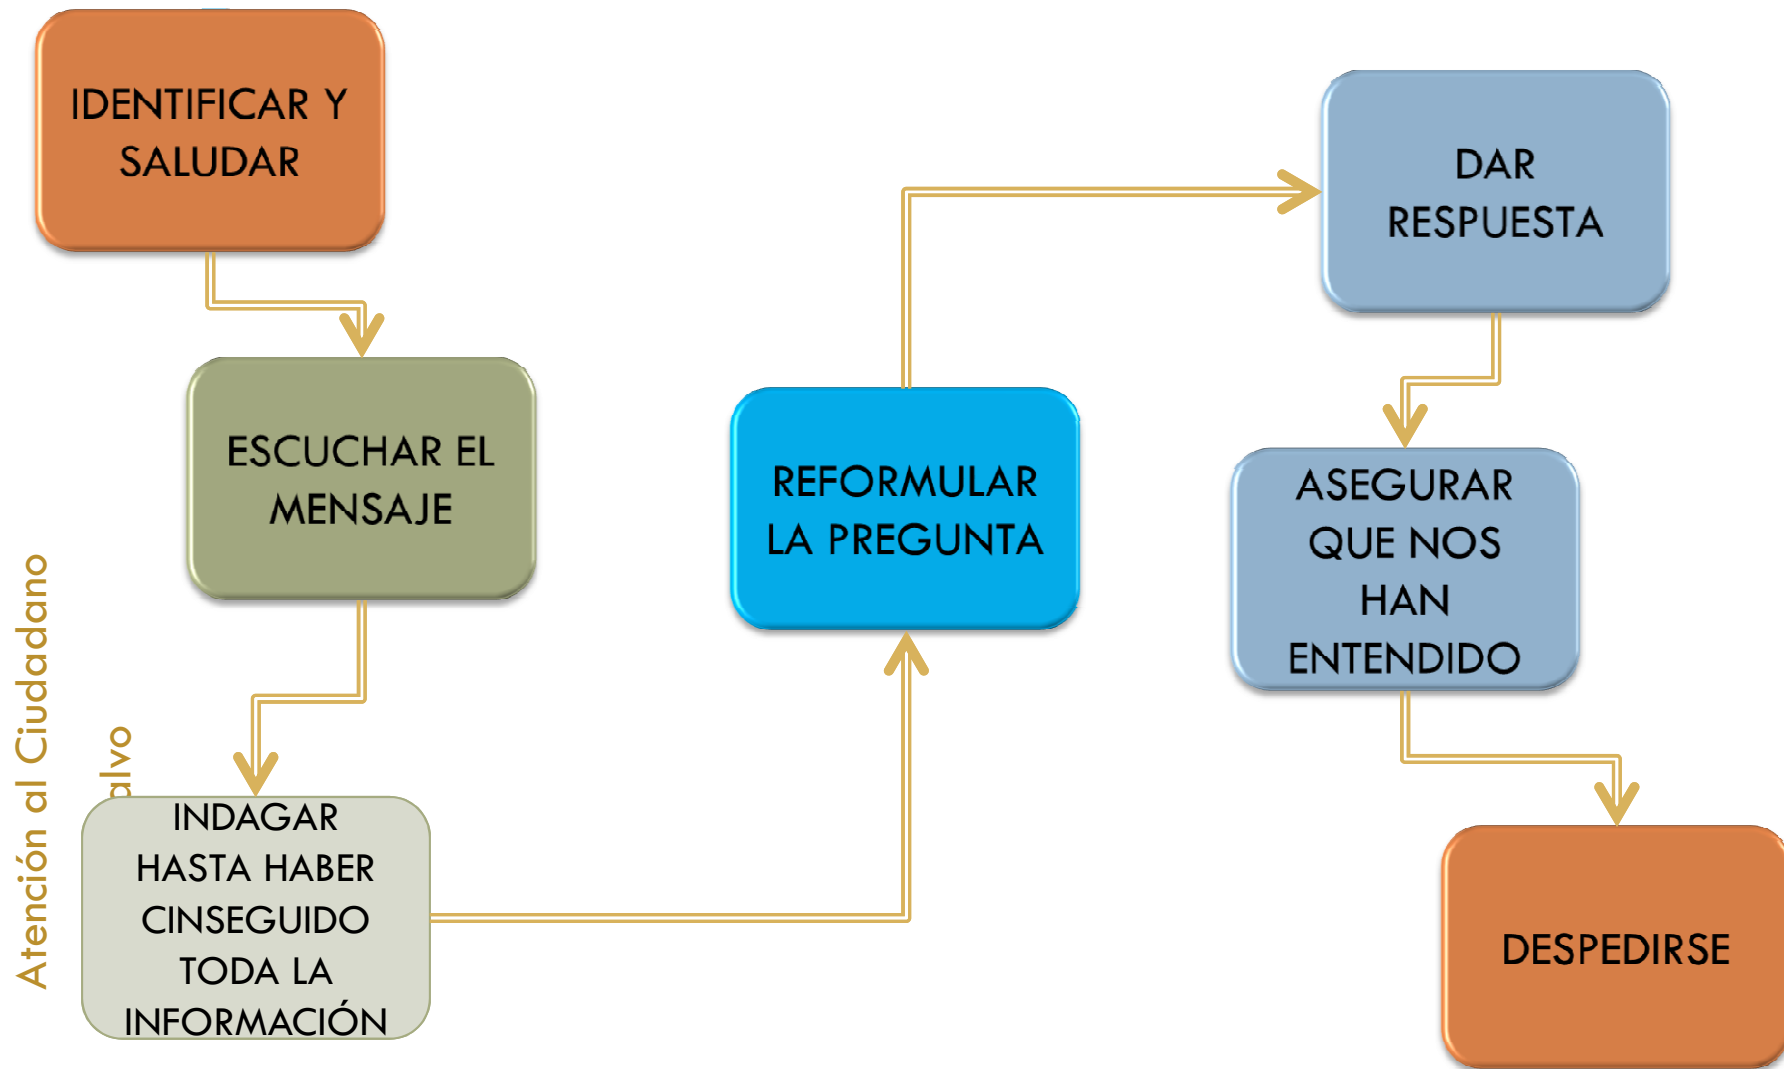 IDENTIFICAR Y
SALUDAR
ESCUCHAR EL
MENSAJE
INDAGAR
HASTA HABER
CINSEGUIDO
TODA LA
INFORMACIÓN
REFORMULAR
LA PREGUNTA
DAR
RESPUESTA
ASEGURAR
QUE NOS
HAN
ENTENDIDO
DESPEDIRSE
Atención al Ciudadano
alvo